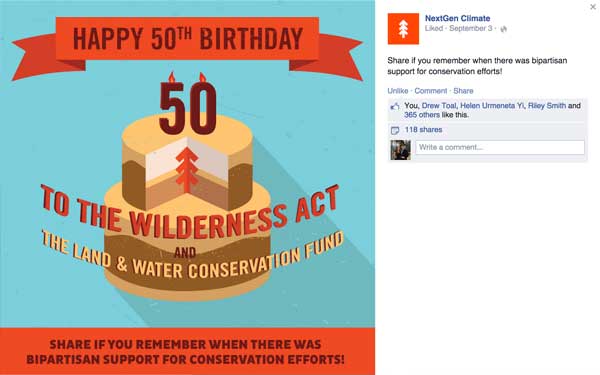 HAPPY 50TH BIRTHDAY
50
TO THE WILDERNESS ACT
AND
THE LAND & WATER CONSERVATION FUND
SHARE IF YOU REMEMBER WHEN THERE WAS
BIPARTISAN SUPPORT FOR CONSERVATION EFFORTS!
NextGen Climate
Liked · September 3 ·
Share if you remember when there was bipartisan
support for conservation efforts!
Unlike · Comment · Share
You, Drew Toal, Helen Urmeneta Yi, Riley Smith and
365 others like this.
118 shares
Write a comment...